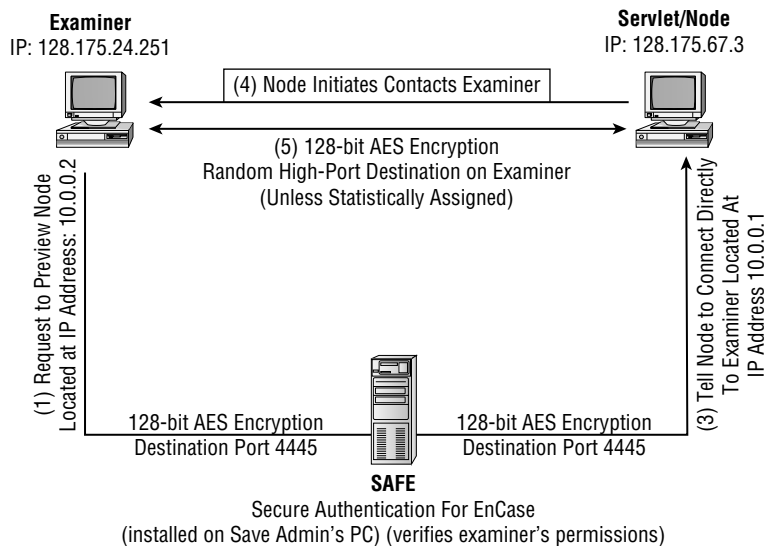 Examiner
IP: 128.175.24.251
Servlet/Node
IP: 128.175.67.3
(4) Node Initiates Contacts Examiner
(5) 128-bit AES Encryption
Random High-Port Destination on Examiner
(Unless Statistically Assigned)
(1) Request to Preview Node
Located at IP Addreess: 10.0.0.2
(3) Tell Node to Connect Directly
To Examiner Located At
IP Address 10.0.0.1
128-bit AES Encryption
Destination Port 4445
128-bit AES Encryption
Destination Port 4445
SAFE
Secure Authentication For EnCase
(installed on Save Admin's PC) (verifies examiner's permissions)